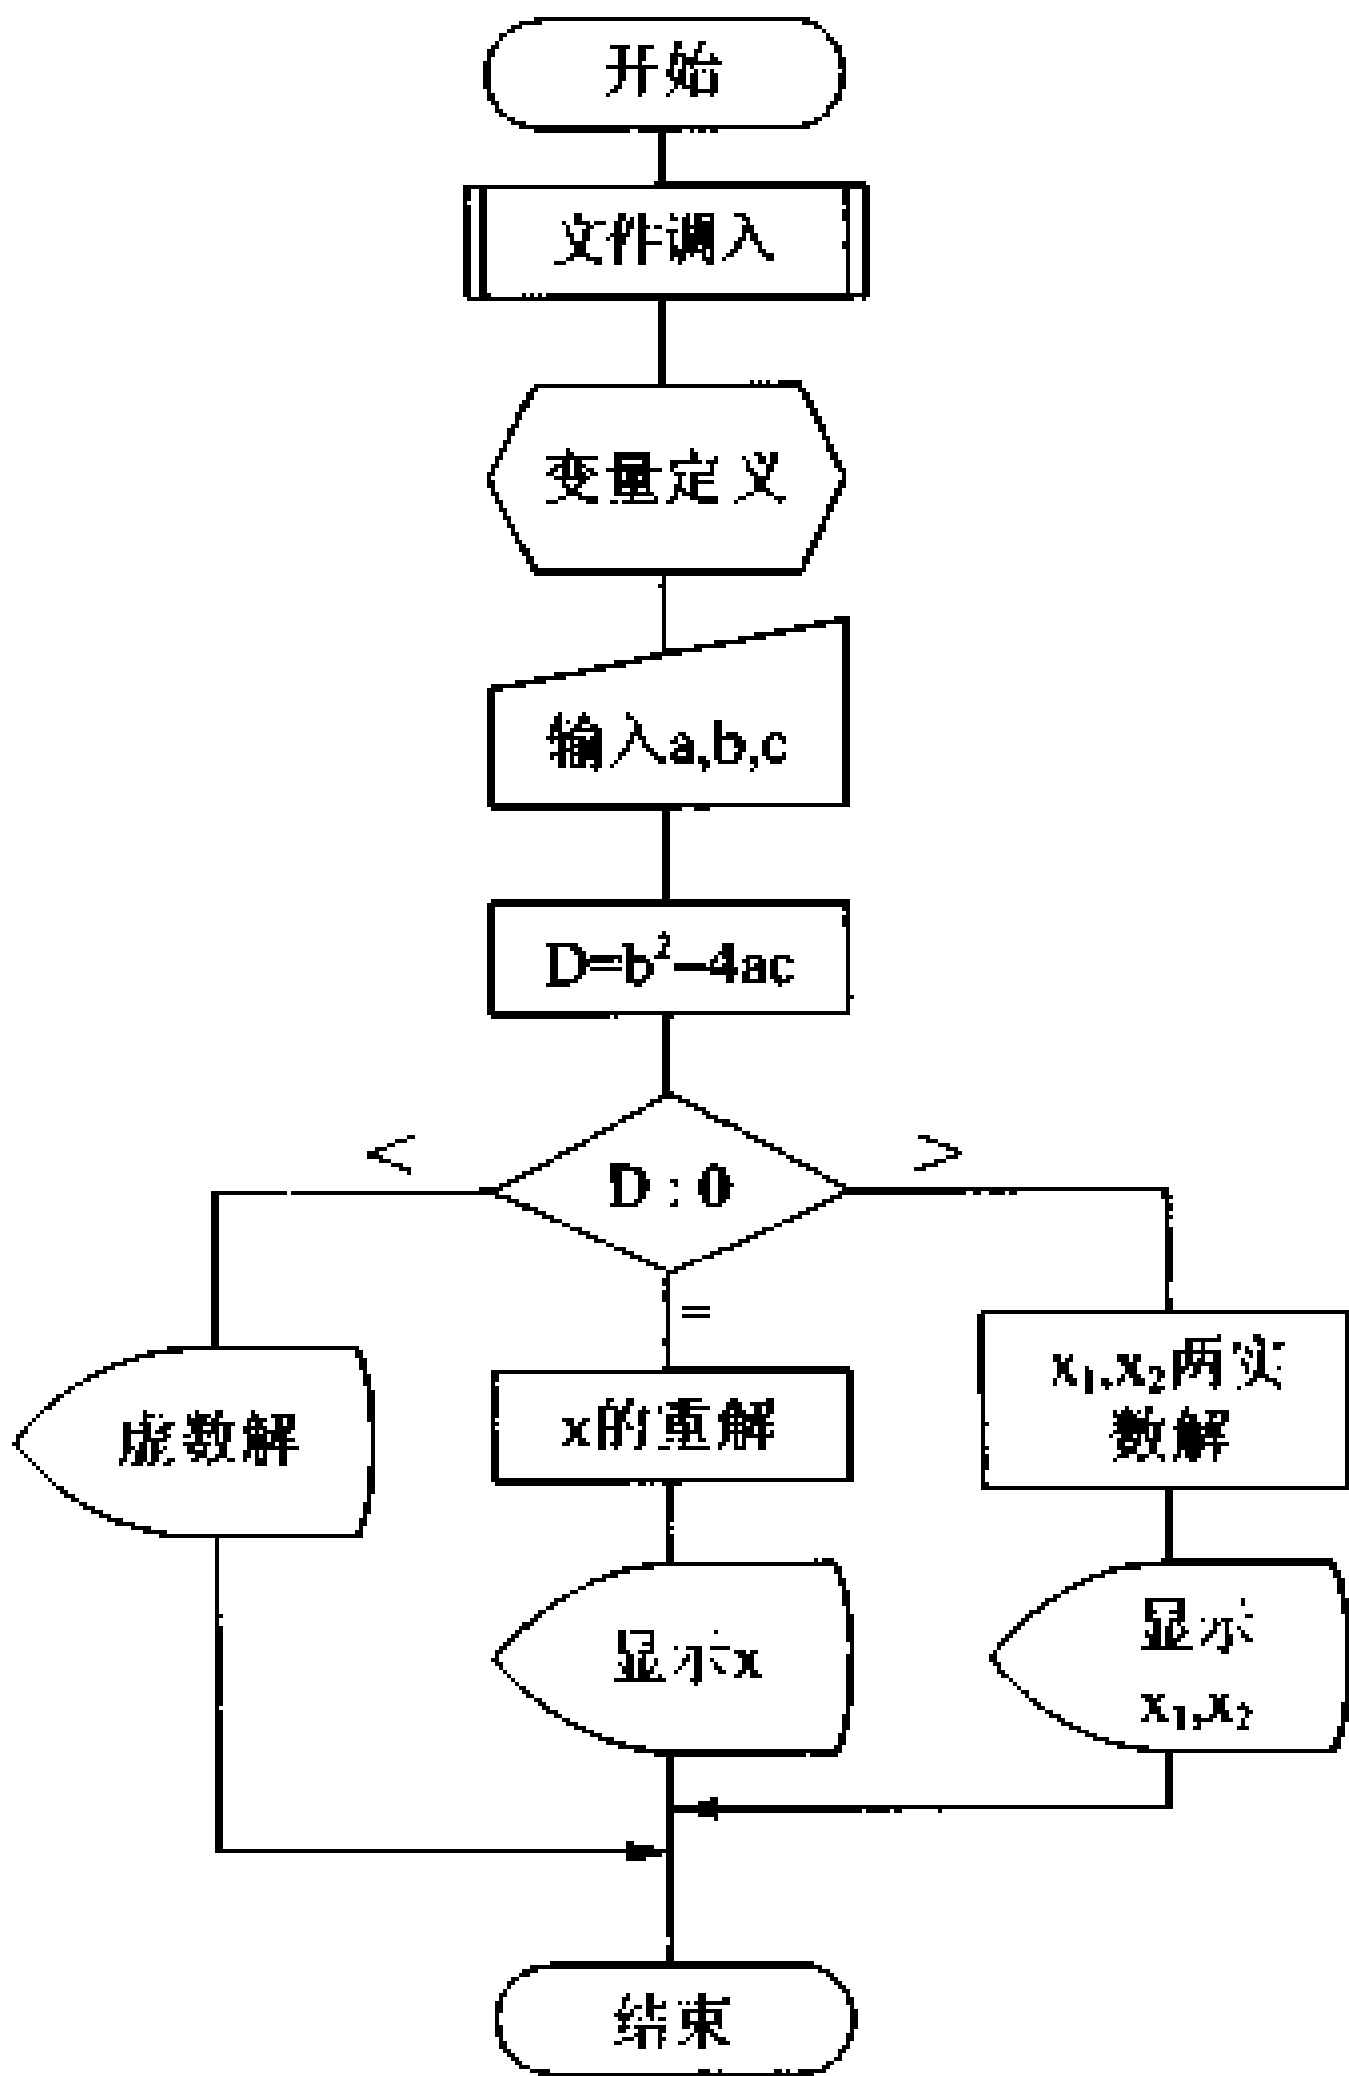 开始
文件调入
变量定义
输入a,b,c
D=b²-4ac
<
D:0
>
=
虚数解
x的重解
x₁,x₂两实
数解
显示x
显示
x₁,x₂
结束